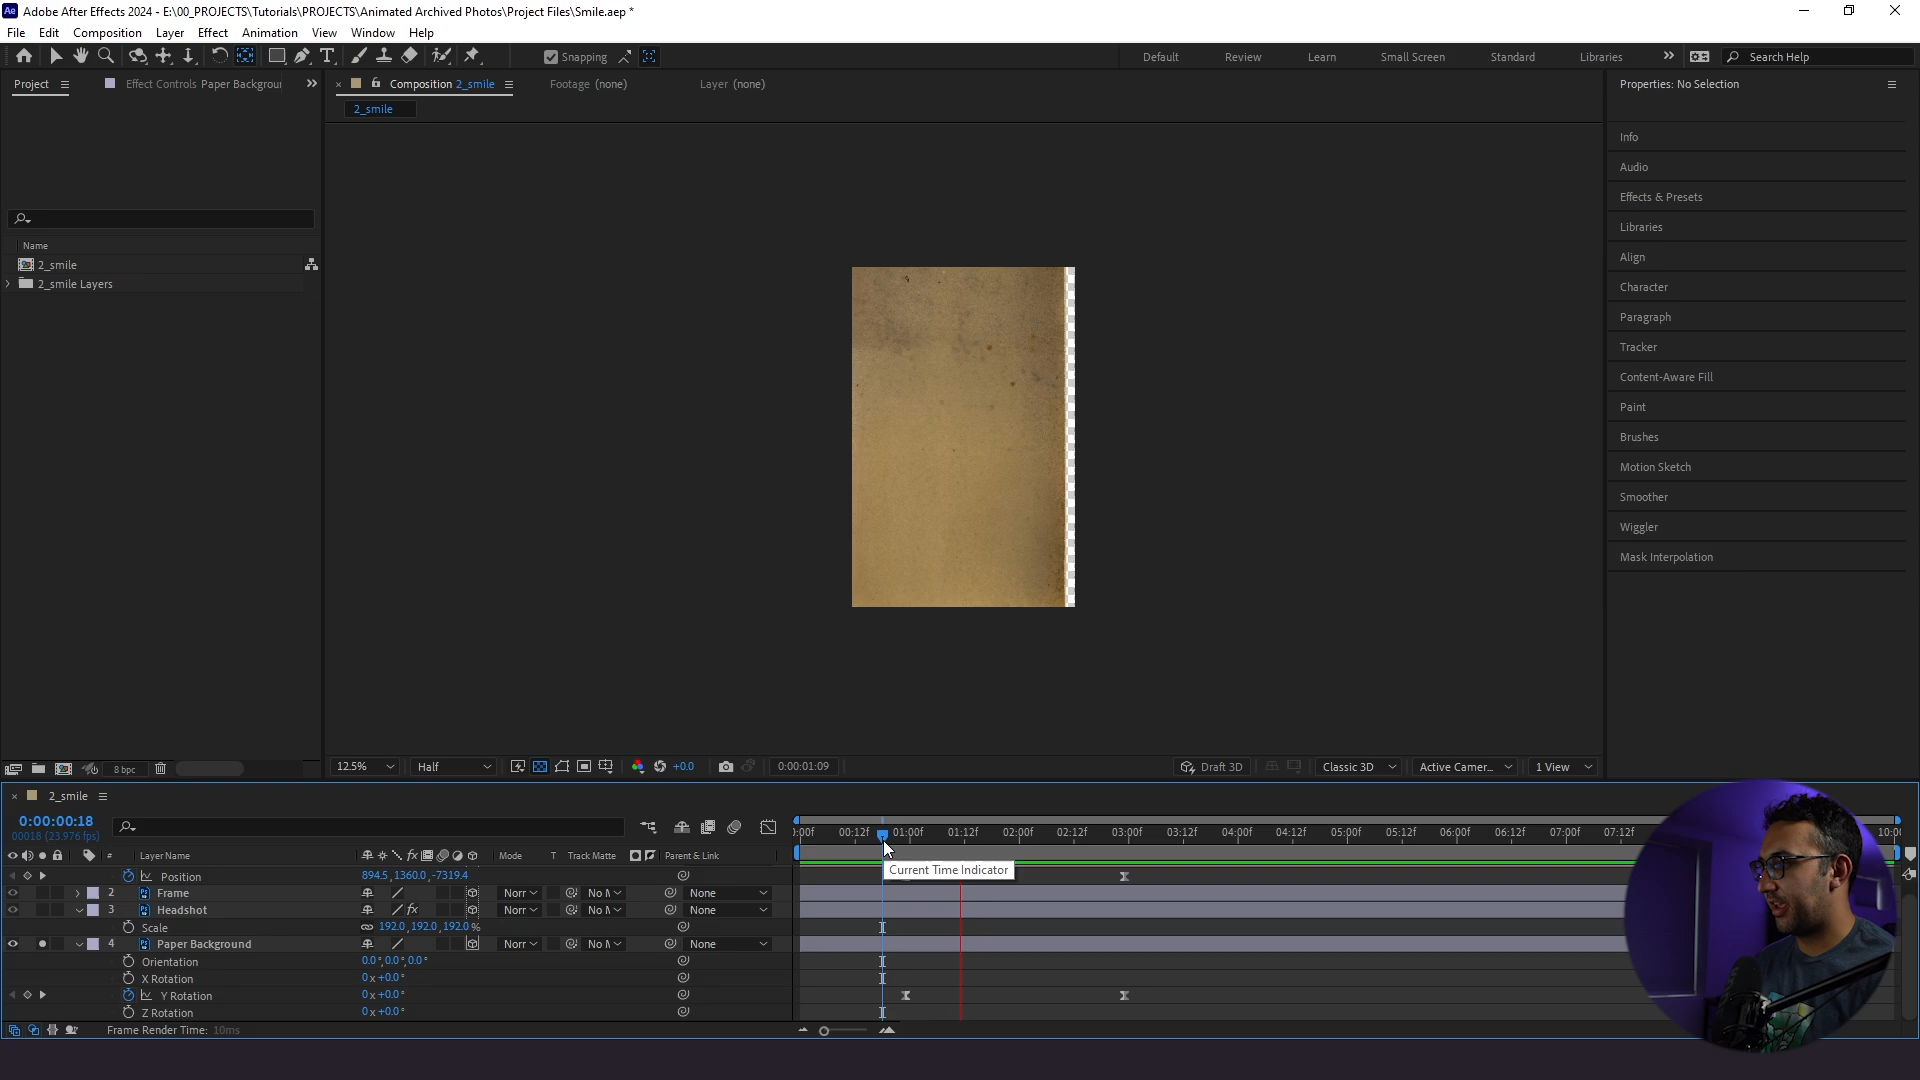 Ae Adobe After Effects 2024 - E:\00_PROJECTS\Tutorials\PROJECTS\Animated Archived Photos\Project Files\Smile.aep *
File Edit Composition Layer Effect Animation View Window Help
Snapping Default Review Learn Small Screen Standard Libraries Search Help
Project Effect Controls Paper Backgroun Composition 2_smile Footage (none) Layer (none) Properties: No Selection
2_smile
Info
Audio
Effects & Presets
Libraries
Name
Align
2_smile
2_smile Layers
Character
Paragraph
Tracker
Content-Aware Fill
Paint
Brushes
Motion Sketch
Smoother
Wiggler
Mask Interpolation
8 bpc 12.5% Half +0.0 0:00:01:09 Draft 3D Classic 3D Active Camer... 1 View
2_smile
0:00:00:18
00018 (23.976 fps)
):00f 00:12f 01:00f 01:12f 02:00f 02:12f 03:00f 03:12f 04:00f 04:12f 05:00f 05:12f 06:00f 06:12f 07:00f 07:12f 10:0(
# Layer Name Mode T Track Matte Parent & Link
Current Time Indicator
Position 894.5, 1360.0, -7319.4
2 Frame Norr No M None
3 Headshot fx Norr No M None
Scale 192.0, 192.0, 192.0 %
4 Paper Background Norr No M None
Orientation 0.0°, 0.0°, 0.0°
X Rotation 0x+0.0°
Y Rotation 0x+0.0°
Z Rotation 0x+0.0°
Frame Render Time: 10ms